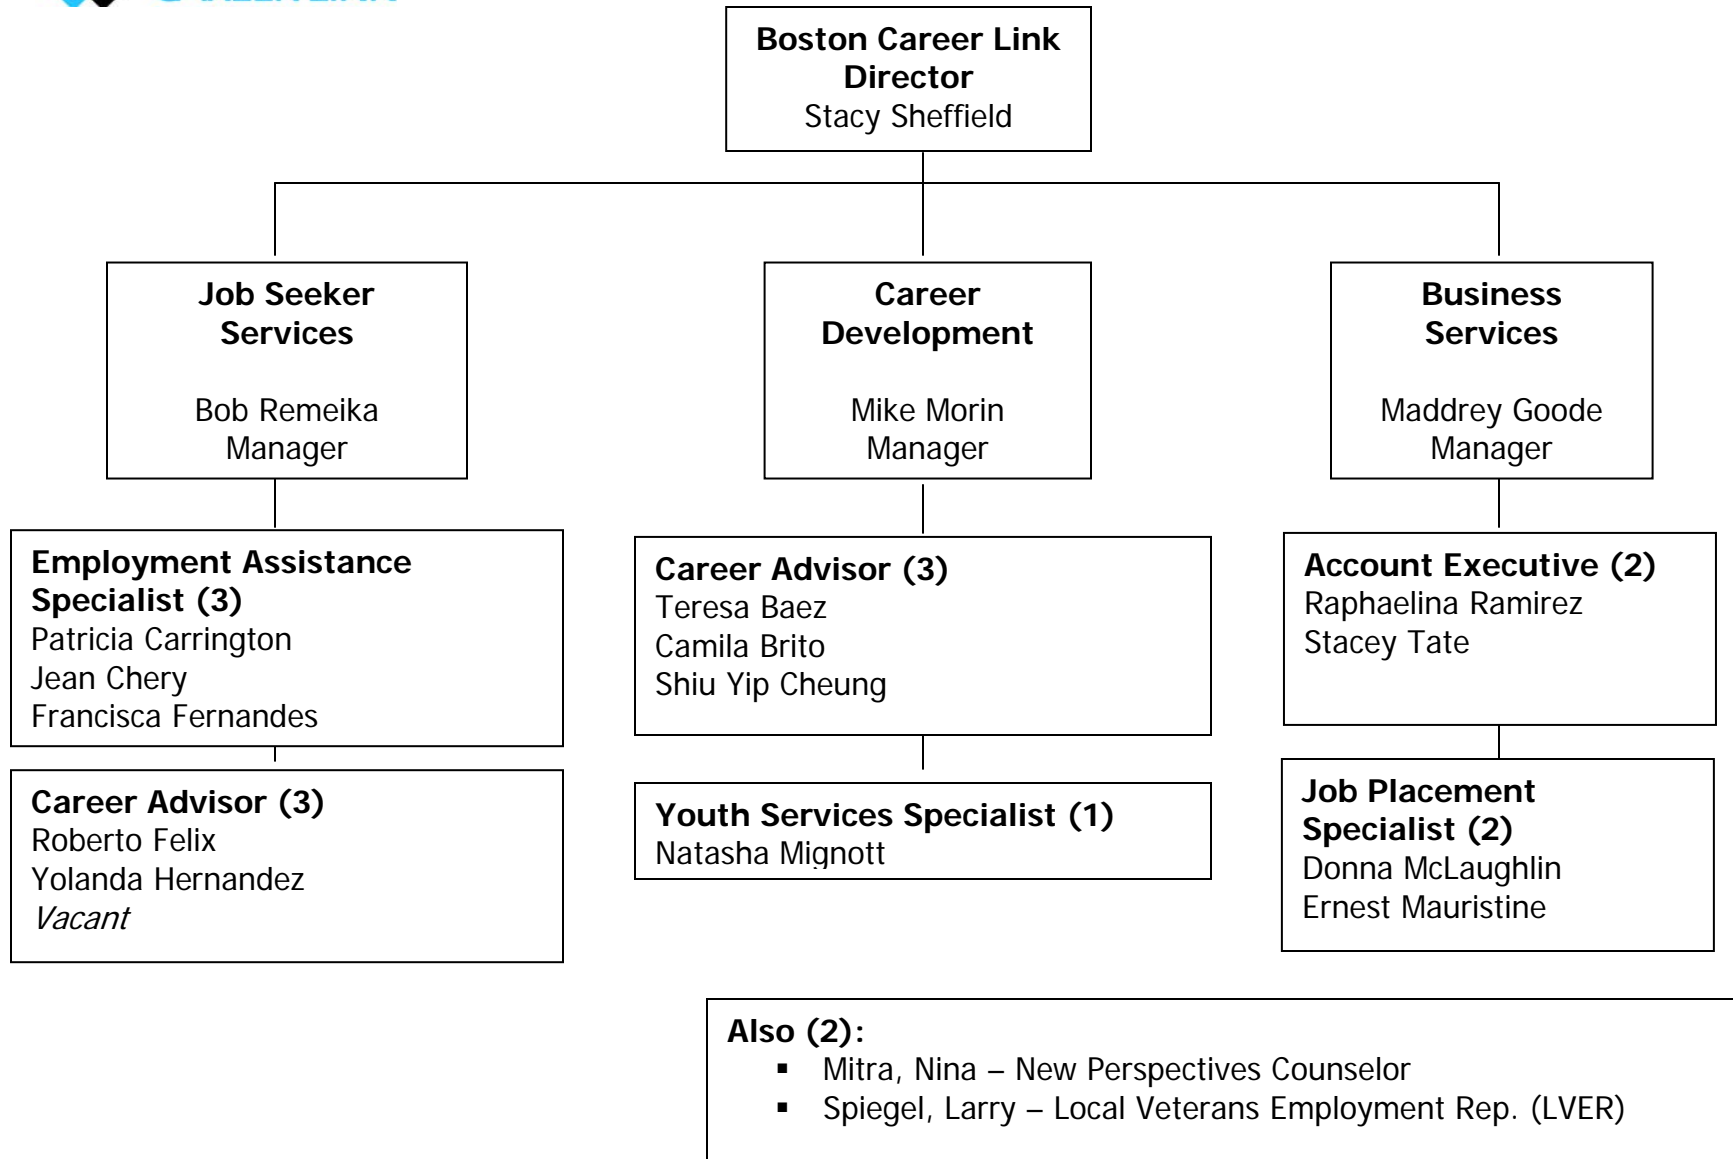 Boston Career Link
Director
Stacy Sheffield
Job Seeker
Services
Bob Remeika
Manager
Career
Development
Mike Morin
Manager
Business
Services
Maddrey Goode
Manager
Employment Assistance
Specialist (3)
Patricia Carrington
Jean Chery
Francisca Fernandes
Career Advisor (3)
Roberto Felix
Yolanda Hernandez
Vacant
Career Advisor (3)
Teresa Baez
Camila Brito
Shiu Yip Cheung
Youth Services Specialist (1)
Natasha Mignott
Account Executive (2)
Raphaelina Ramirez
Stacey Tate
Job Placement
Specialist (2)
Donna McLaughlin
Ernest Mauristine
Also (2):
▪ Mitra, Nina – New Perspectives Counselor
▪ Spiegel, Larry – Local Veterans Employment Rep. (LVER)